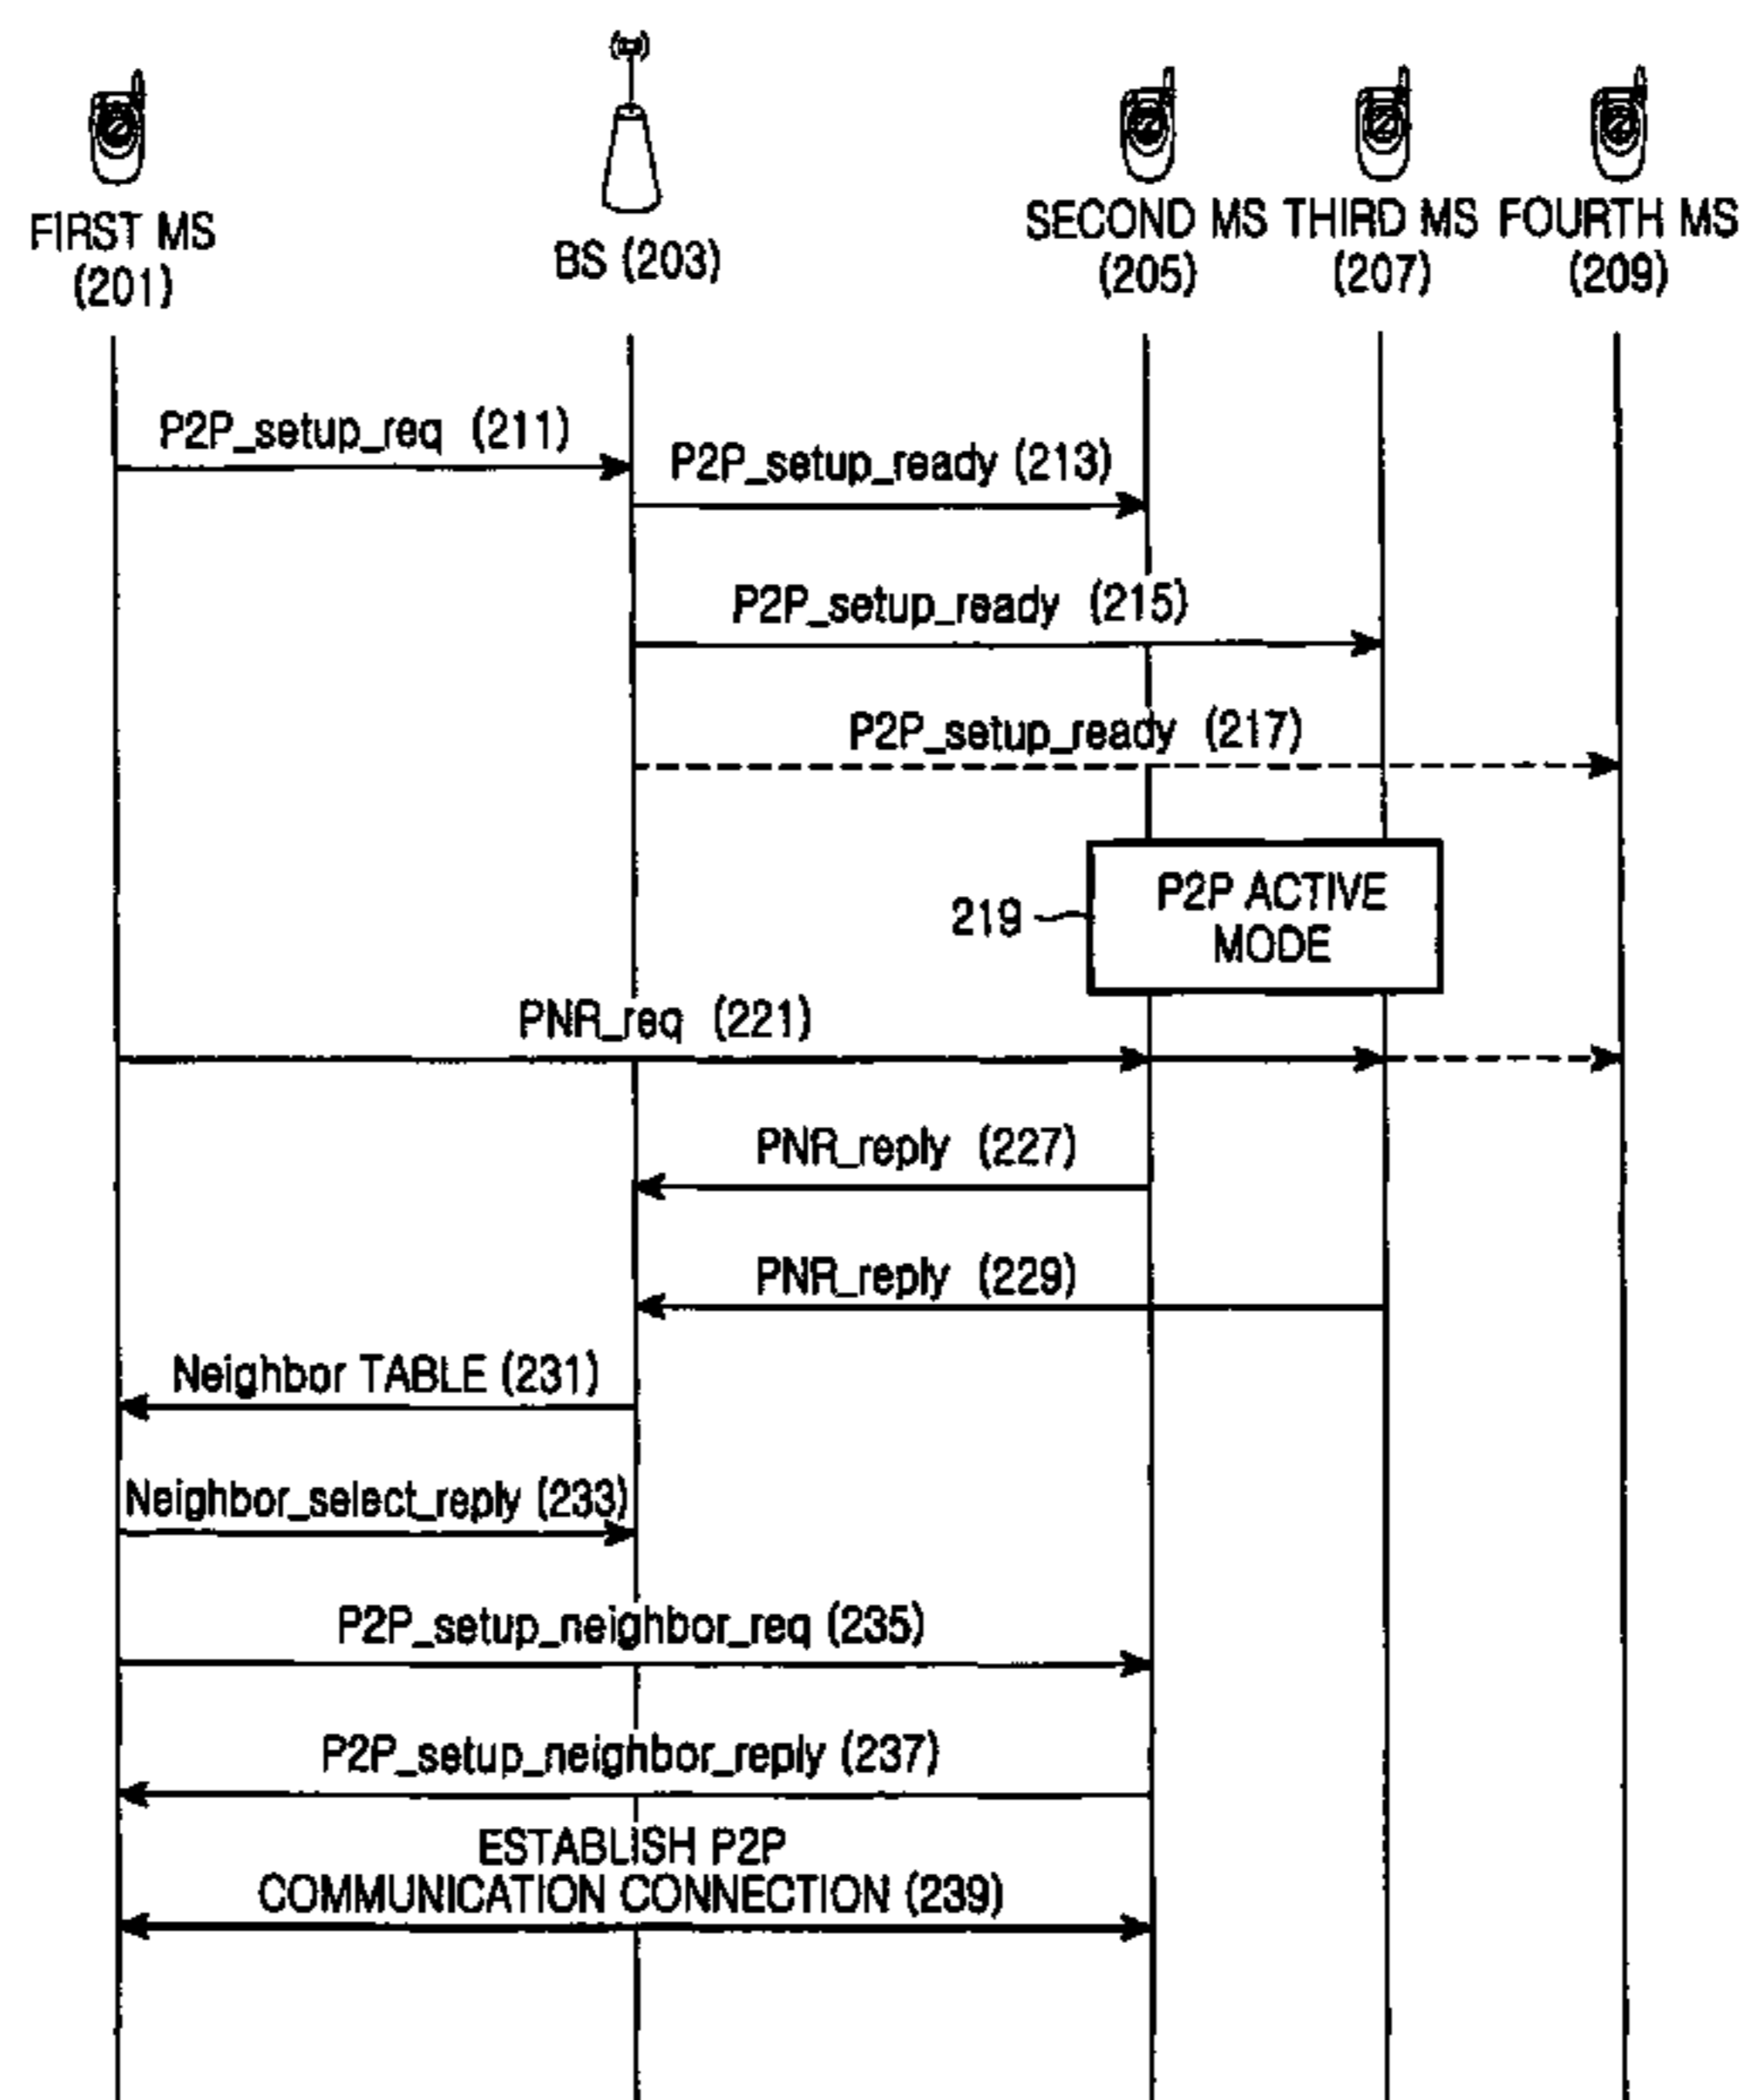 FIRST MS
(201)
BS (203)
SECOND MS
(205)
THIRD MS
(207)
FOURTH MS
(209)
P2P_setup_req (211)
P2P_setup_ready (213)
P2P_setup_ready (215)
P2P_setup_ready (217)
219
P2P ACTIVE
MODE
PNR_req (221)
PNR_reply (227)
PNR_reply (229)
Neighbor TABLE (231)
Neighbor_select_reply (233)
P2P_setup_neighbor_req (235)
P2P_setup_neighbor_reply (237)
ESTABLISH P2P
COMMUNICATION CONNECTION (239)